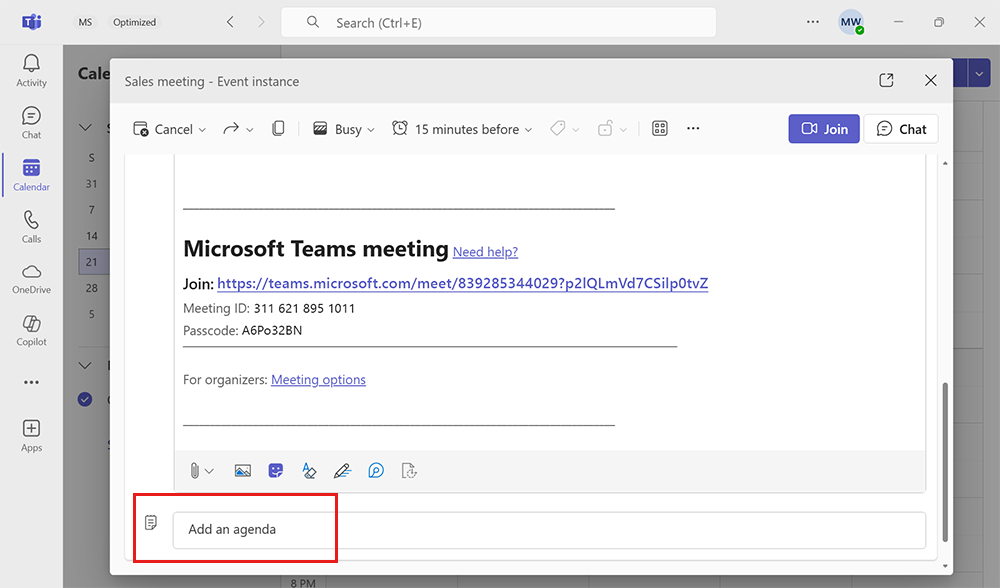 MS
Optimized
Search (Ctrl+E)
MW
Activity
Chat
Calendar
Calls
OneDrive
Copilot
Apps
Cale
S
31
7
14
21
28
5
Sales meeting - Event instance
Cancel
Busy
15 minutes before
Join
Chat
Microsoft Teams meeting Need help?
Join: https://teams.microsoft.com/meet/839285344029?p2lQLmVd7CSilp0tvZ
Meeting ID: 311 621 895 1011
Passcode: A6Po32BN
For organizers: Meeting options
Add an agenda
8 PM